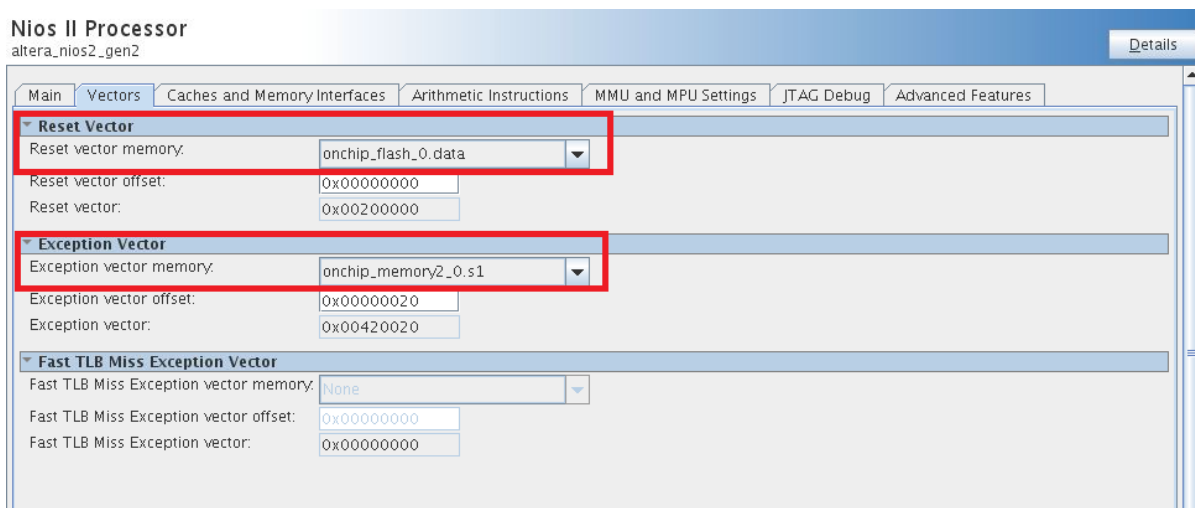 Nios II Processor
altera_nios2_gen2
Details
Main Vectors Caches and Memory Interfaces Arithmetic Instructions MMU and MPU Settings JTAG Debug Advanced Features
Reset Vector
Reset vector memory: onchip_flash_0.data
Reset vector offset: 0x00000000
Reset vector: 0x00200000
Exception Vector
Exception vector memory: onchip_memory2_0.s1
Exception vector offset: 0x00000020
Exception vector: 0x00420020
Fast TLB Miss Exception Vector
Fast TLB Miss Exception vector memory: None
Fast TLB Miss Exception vector offset: 0x00000000
Fast TLB Miss Exception vector: 0x00000000